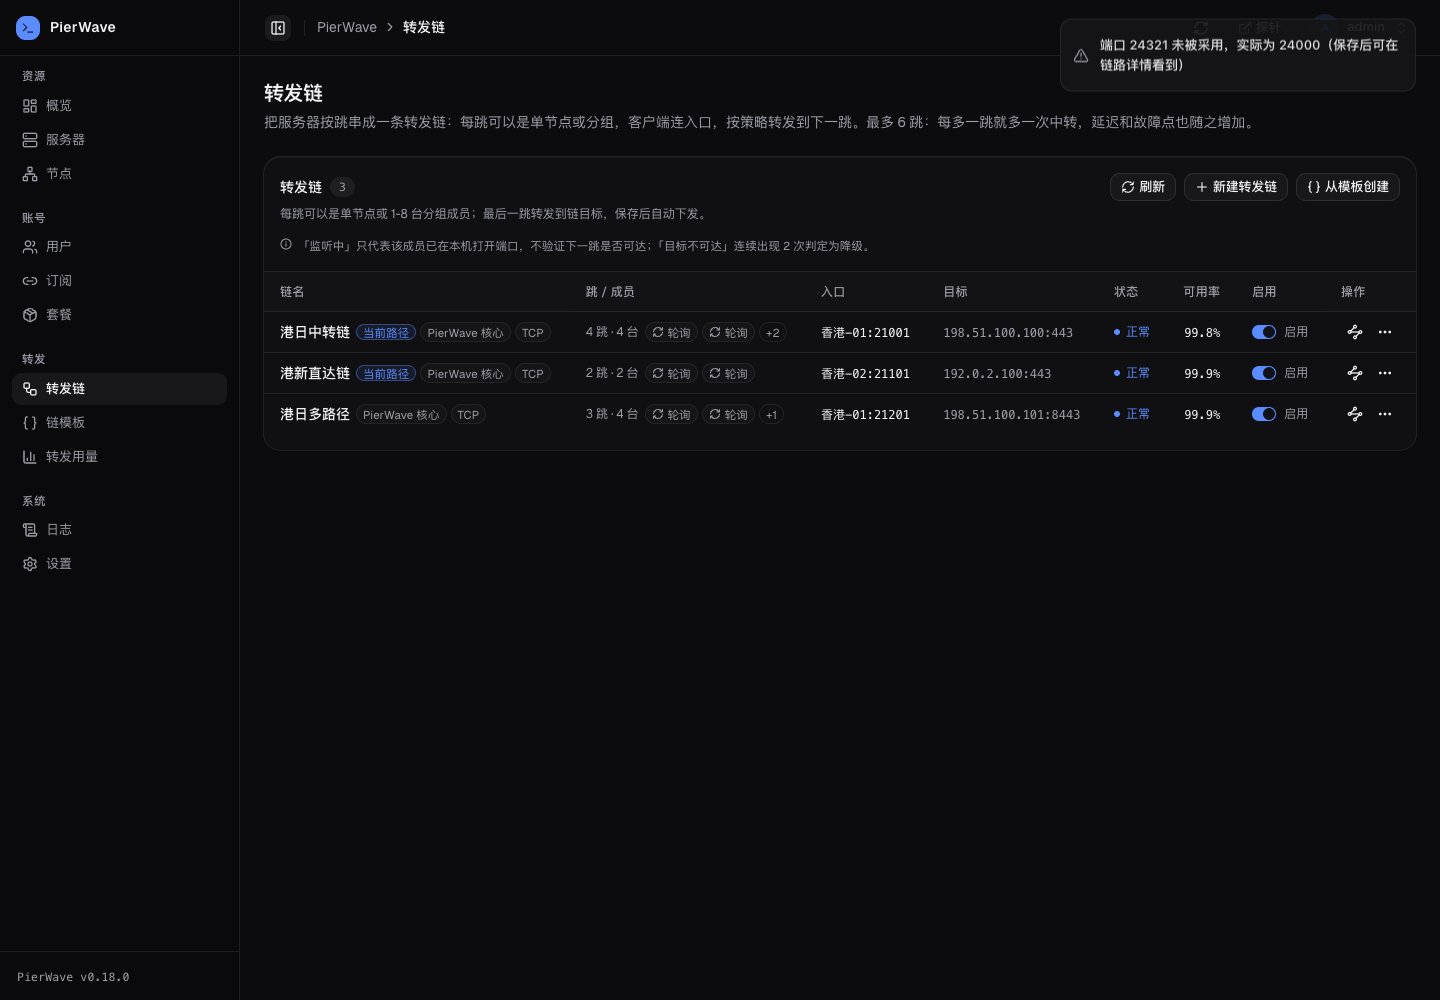 PierWave
PierWave > 转发链
探针
admin
端口 24321 未被采用，实际为 24000（保存后可在
链路详情看到）
资源
概览
服务器
节点
账号
用户
订阅
套餐
转发
转发链
链模板
转发用量
系统
日志
设置
PierWave v0.18.0
转发链
把服务器按跳串成一条转发链：每跳可以是单节点或分组，客户端连入口，按策略转发到下一跳。最多 6 跳：每多一跳就多一次中转，延迟和故障点也随之增加。
转发链 3
刷新 新建转发链 从模板创建
每跳可以是单节点或 1-8 台分组成员；最后一跳转发到链目标，保存后自动下发。
「监听中」只代表该成员已在本机打开端口，不验证下一跳是否可达；「目标不可达」连续出现 2 次判定为降级。
链名 跳 / 成员 入口 目标 状态 可用率 启用 操作
港日中转链 当前路径 PierWave 核心 TCP 4 跳 · 4 台 轮询 轮询 +2 香港-01:21001 198.51.100.100:443 正常 99.8% 启用
港新直达链 当前路径 PierWave 核心 TCP 2 跳 · 2 台 轮询 轮询 香港-02:21101 192.0.2.100:443 正常 99.9% 启用
港日多路径 PierWave 核心 TCP 3 跳 · 4 台 轮询 轮询 +1 香港-01:21201 198.51.100.101:8443 正常 99.9% 启用